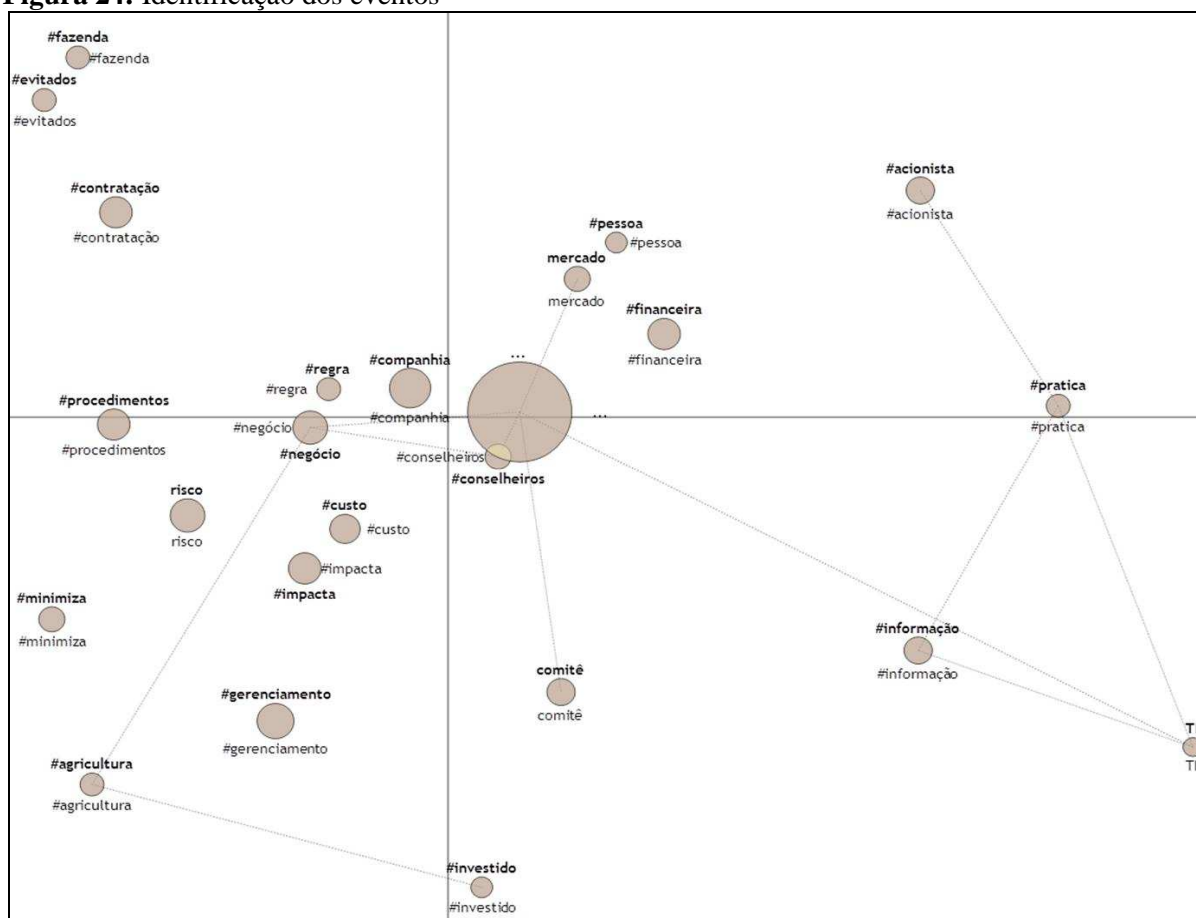 Figura 24: Identificação dos eventos
#fazenda
#fazenda
#evitados
#evitados
#contratação
#contratação
#acionista
#acionista
#pessoa
#pessoa
mercado
mercado
#financeira
#financeira
...
#companhia
#companhia
#regra
#regra
#pratica
#pratica
#procedimentos
#procedimentos
...
#negócio
#negócio
#conselheiros
#conselheiros
risco
risco
#custo
#custo
#impacta
#impacta
#minimiza
#minimiza
#informação
#informação
comitê
comitê
#gerenciamento
#gerenciamento
#agricultura
#agricultura
#investido
#investido